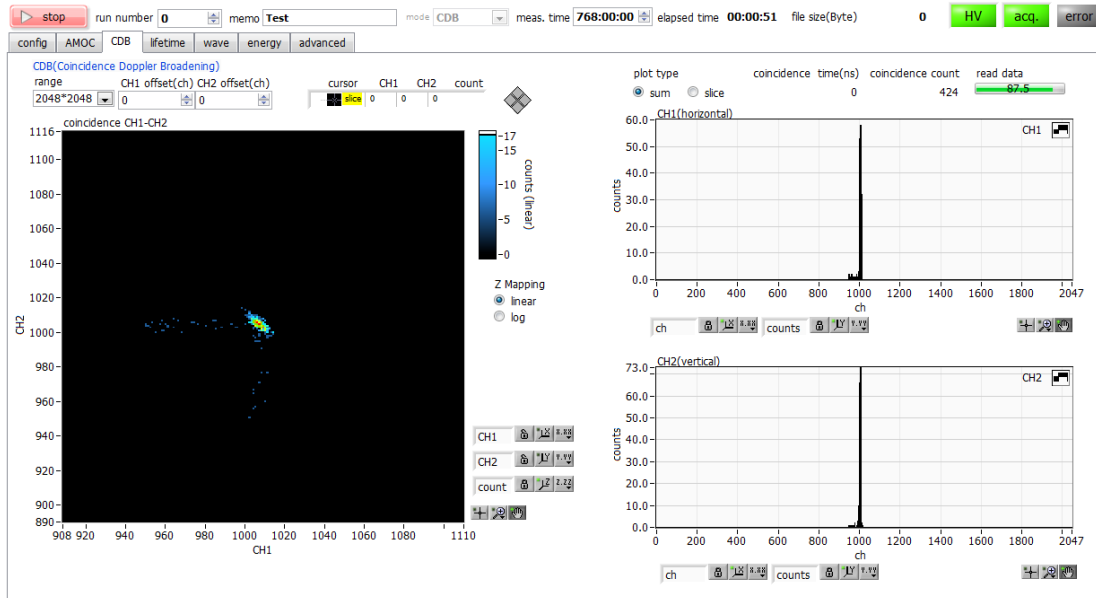 stop run number 0 memo Test mode CDB meas. time 768:00:00 elapsed time 00:00:51 file size(Byte) 0 HV acq. error
config AMOC CDB lifetime wave energy advanced
CDB(Coincidence Doppler Broadening)
range CH1 offset(ch) CH2 offset(ch)
2048*2048 0 0
cursor CH1 CH2 count
slice 0 0 0
plot type coincidence time(ns) coincidence count read data
sum slice 0 424 87.5
coincidence CH1-CH2
1116
1100
1080
1060
1040
1020
1000
980
960
940
920
900
890
CH2
908 920 940 960 980 1000 1020 1040 1060 1080 1110
CH1
17
15
10
5
0
counts (linear)
Z Mapping
linear
log
CH1 X.XX
CH2 Y.YY
count Z.ZZ
CH1(horizontal)
CH1
60.0
50.0
40.0
30.0
20.0
10.0
0.0
counts
0 200 400 600 800 1000 1200 1400 1600 1800 2047
ch
ch X.XX counts Y.YY
CH2(vertical)
CH2
73.0
60.0
50.0
40.0
30.0
20.0
10.0
0.0
counts
0 200 400 600 800 1000 1200 1400 1600 1800 2047
ch
ch X.XX counts Y.YY